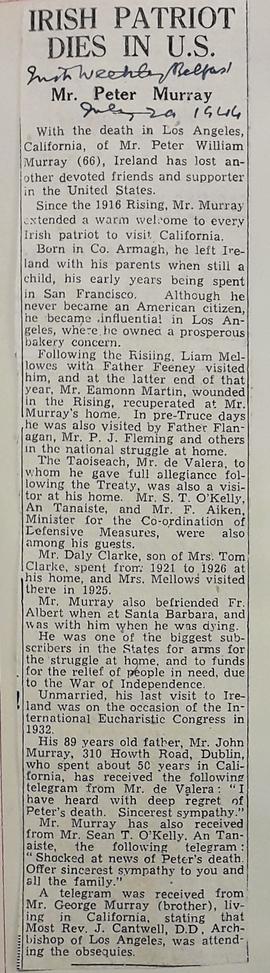 IRISH PATRIOT
DIES IN U.S.
Irish Weekly, Belfast
Mr. Peter Murray
July 29 1944
With the death in Los Angeles,
California, of Mr. Peter William
Murray (66), Ireland has lost an-
other devoted friends and supporter
in the United States.
Since the 1916 Rising, Mr. Murray
extended a warm welcome to every
Irish patriot to visit California.
Born in Co. Armagh, he left Ire-
land with his parents when still a
child, his early years being spent
in San Francisco. Although he
never became an American citizen,
he became influential in Los An-
geles, where he owned a prosperous
bakery concern.
Following the Risiing, Liam Mel-
lowes with Father Feeney visited
him, and at the latter end of that
year, Mr. Eamonn Martin, wounded
in the Rising, recuperated at Mr.
Murray's home. In pre-Truce days
he was also visited by Father Flan-
agan, Mr. P. J. Fleming and others
in the national struggle at home.
The Taoiseach, Mr. de Valera, to
whom he gave full allegiance fol-
lowing the Treaty, was also a visi-
tor at his home. Mr. S. T. O'Kelly,
An Tanaiste, and Mr. F. Aiken,
Minister for the Co-ordination of
Defensive Measures, were also
among his guests.
Mr. Daly Clarke, son of Mrs. Tom
Clarke, spent from 1921 to 1926 at
his home, and Mrs. Mellows visited
there in 1925.
Mr. Murray also befriended Fr.
Albert when at Santa Barbara, and
was with him when he was dying.
He was one of the biggest sub-
scribers in the States for arms for
the struggle at home, and to funds
for the relief of people in need, due
to the War of Independence.
Unmarried, his last visit to Ire-
land was on the occasion of the In-
ternational Eucharistic Congress in
1932.
His 89 years old father, Mr. John
Murray, 310 Howth Road, Dublin,
who spent about 50 years in Cali-
fornia, has received the following
telegram from Mr. de Valera: "I
have heard with deep regret of
Peter's death. Sincerest sympathy."
Mr. Murray has also received
from Mr. Sean T. O'Kelly, An Tan-
aiste, the following telegram:
"Shocked at news of Peter's death.
Offer sincerest sympathy to you and
all the family."
A telegram was received from
Mr. George Murray (brother), liv-
ing in California, stating that
Most Rev. J. Cantwell, D.D, Arch-
bishop of Los Angeles, was attend-
ing the obsequies.